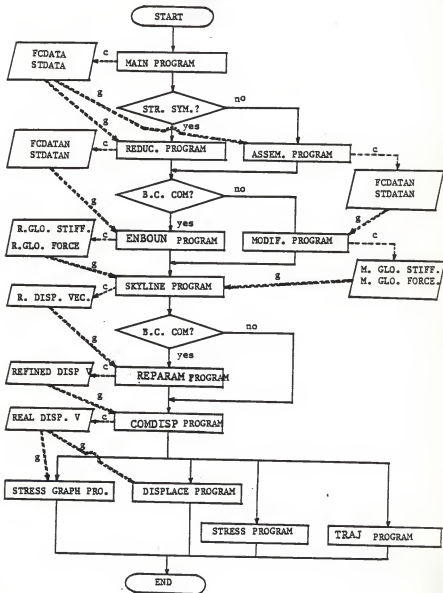 START
FCDATA
STDATA
c
MAIN PROGRAM
g
g
STR. SYM.?
no
yes
FCDATAN
STDATAN
c
REDUC. PROGRAM
ASSEM. PROGRAM
c
g
B.C. COM?
no
FCDATAN
STDATAN
yes
g
R.GLO. STIFF.
R.GLO. FORCE
c
ENBOUN PROGRAM
MODIF. PROGRAM
c
g
g
M. GLO. STIFF.
M. GLO. FORCE.
SKYLINE PROGRAM
R. DISP. VEC.
c
B.C. COM?
no
g
yes
REFINED DISP V
c
REPARAM PROGRAM
g
REAL DISP. V
c
COMDISP PROGRAM
g
g
STRESS GRAPH PRO.
DISPLACE PROGRAM
STRESS PROGRAM
TRAJ PROGRAM
END